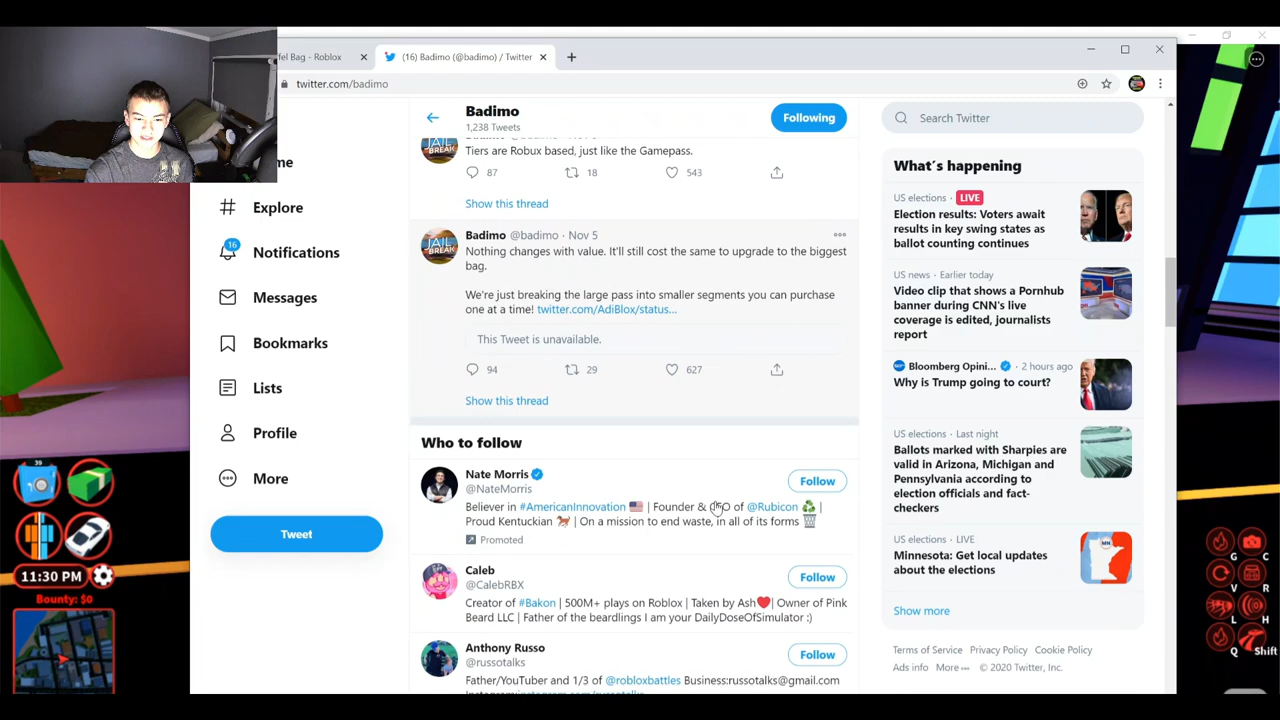 fel Bag - Roblox
(16) Badimo (@badimo) / Twitter
twitter.com/badimo
Explore
16
Notifications
Messages
Bookmarks
Lists
Profile
More
Tweet
Badimo
1,238 Tweets
Following
Tiers are Robux based, just like the Gamepass.
87 18 543
Show this thread
JAIL
BREAK
Badimo @badimo · Nov 5
Nothing changes with value. It'll still cost the same to upgrade to the biggest
bag.
We're just breaking the large pass into smaller segments you can purchase
one at a time! twitter.com/AdiBlox/status...
This Tweet is unavailable.
94 29 627
Show this thread
Who to follow
Nate Morris
@NateMorris
Follow
Believer in #AmericanInnovation 🇺🇸 | Founder & of @Rubicon ♻️ |
Proud Kentuckian 🐎 | On a mission to end waste, in all of its forms 🗑️
Promoted
Caleb
@CalebRBX
Follow
Creator of #Bakon | 500M+ plays on Roblox | Taken by Ash❤️| Owner of Pink
Beard LLC | Father of the beardlings I am your DailyDoseOfSimulator :)
Anthony Russo
@russotalks
Follow
Father/YouTuber and 1/3 of @robloxbattles Business:russotalks@gmail.com
Search Twitter
What's happening
US elections · LIVE
Election results: Voters await
results in key swing states as
ballot counting continues
US news · Earlier today
Video clip that shows a Pornhub
banner during CNN's live
coverage is edited, journalists
report
Bloomberg Opini... · 2 hours ago
Why is Trump going to court?
US elections · Last night
Ballots marked with Sharpies are
valid in Arizona, Michigan and
Pennsylvania according to
election officials and fact-
checkers
US elections · LIVE
Minnesota: Get local updates
about the elections
Show more
Terms of Service Privacy Policy Cookie Policy
Ads info More··· © 2020 Twitter, Inc.
39
11:30 PM
Bounty: $0
G C
V R
L H
Q Shift